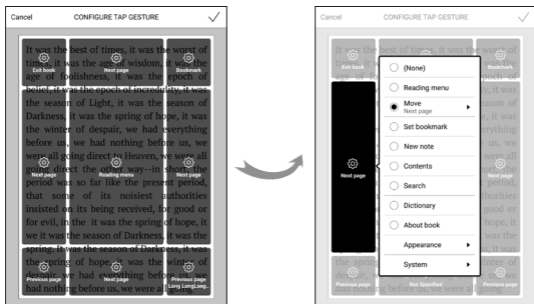 Cancel CONFIGURE TAP GESTURE
It was the best of times, it was the worst of
times, it was the age of wisdom, it was the
age of foolishness, it was the epoch of
belief, it was the epoch of incredulity, it was
the season of Light, it was the season of
Darkness, it was the spring of hope, it was
the winter of despair, we had everything
before us, we had nothing before us, we
were all going direct to Heaven, we were all
going direct the other way--in short, the
period was so far like the present period,
that some of its noisiest authorities
insisted on its being received, for good or
for evil, in the it was the spring of hope, it
we it was the season of Darkness, it was the
spring. It was the season of Darkness, it was
the spring of hope, it was the winter of
despair, we had everything before us, we
had nothing before us, we were all going
Exit book Next page Bookmark
Next page Reading menu Next page
Previous page Next page Previous page
Long LangLang..
Cancel CONFIGURE TAP GESTURE
Exit book Bookmark
Next page Next page
Previous page Not Specified Previous page
(None)
Reading menu
Move
Next page
Set bookmark
New note
Contents
Search
Dictionary
About book
Appearance
System